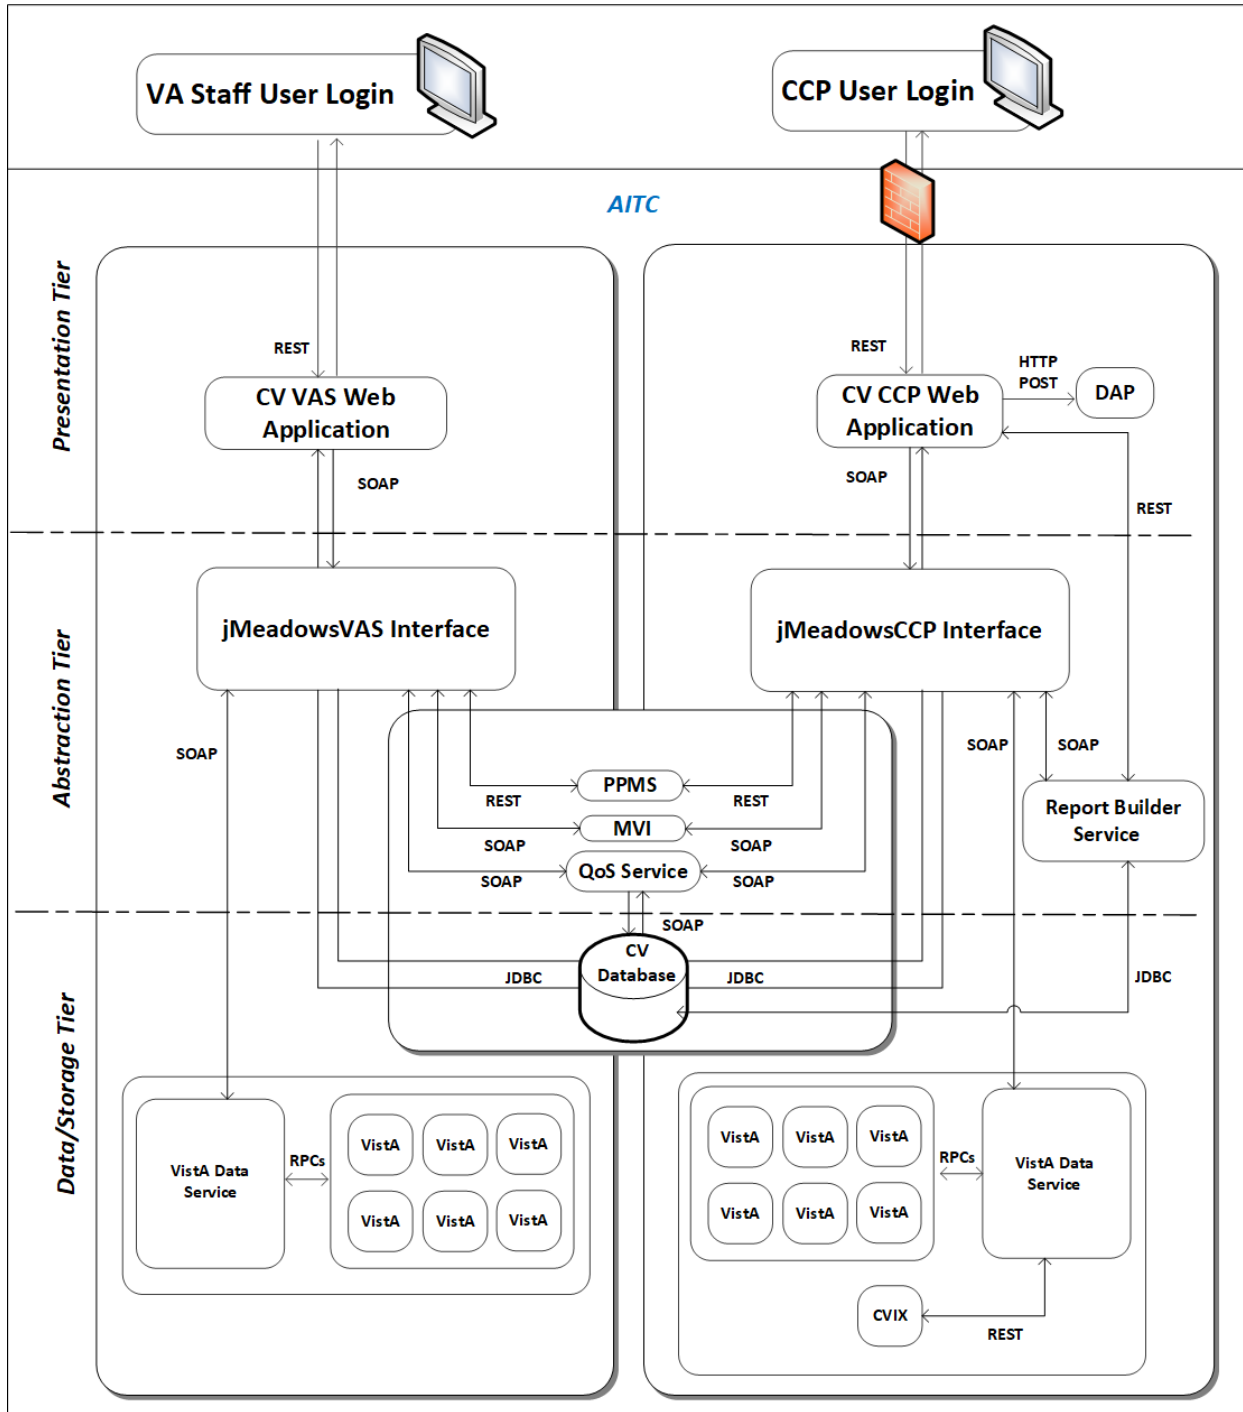 VA Staff User Login
CCP User Login
AITC
Presentation Tier
REST
REST
HTTP
POST
CV VAS Web
Application
CV CCP Web
Application
DAP
SOAP
SOAP
REST
Abstraction Tier
jMeadowsVAS Interface
jMeadowsCCP Interface
SOAP
SOAP
SOAP
PPMS
REST
REST
MVI
SOAP
SOAP
Report Builder
Service
QoS Service
SOAP
SOAP
SOAP
Data/Storage Tier
CV
Database
JDBC
JDBC
JDBC
VistA Data
Service
RPCs
VistA
VistA
VistA
VistA
VistA
VistA
VistA
VistA
VistA
VistA
VistA
VistA
RPCs
VistA Data
Service
CVIX
REST